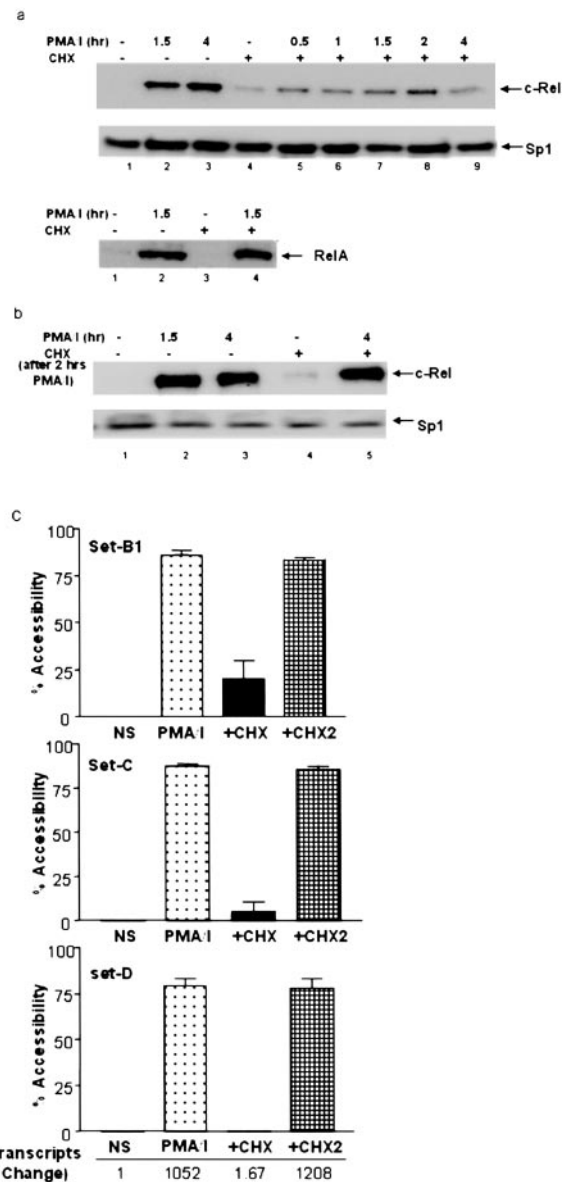 a
PMA I (hr) - 1.5 4 - 0.5 1 1.5 2 4
CHX - - - + + + + + +
c-Rel
Sp1
1 2 3 4 5 6 7 8 9
PMA I (hr) - 1.5 - 1.5
CHX - - + +
RelA
1 2 3 4
b
PMA I (hr) - 1.5 4 - 4
CHX - - - + +
(after 2 hrs
PMA I)
c-Rel
Sp1
1 2 3 4 5
C
Set-B1
% Accessibility
100
75
50
25
0
NS PMA/I +CHX +CHX2
Set-C
% Accessibility
100
75
50
25
0
NS PMA/I +CHX +CHX2
set-D
% Accessibility
100
75
50
25
0
NS PMA/I +CHX +CHX2
ranscripts
Change) 1 1052 1.67 1208